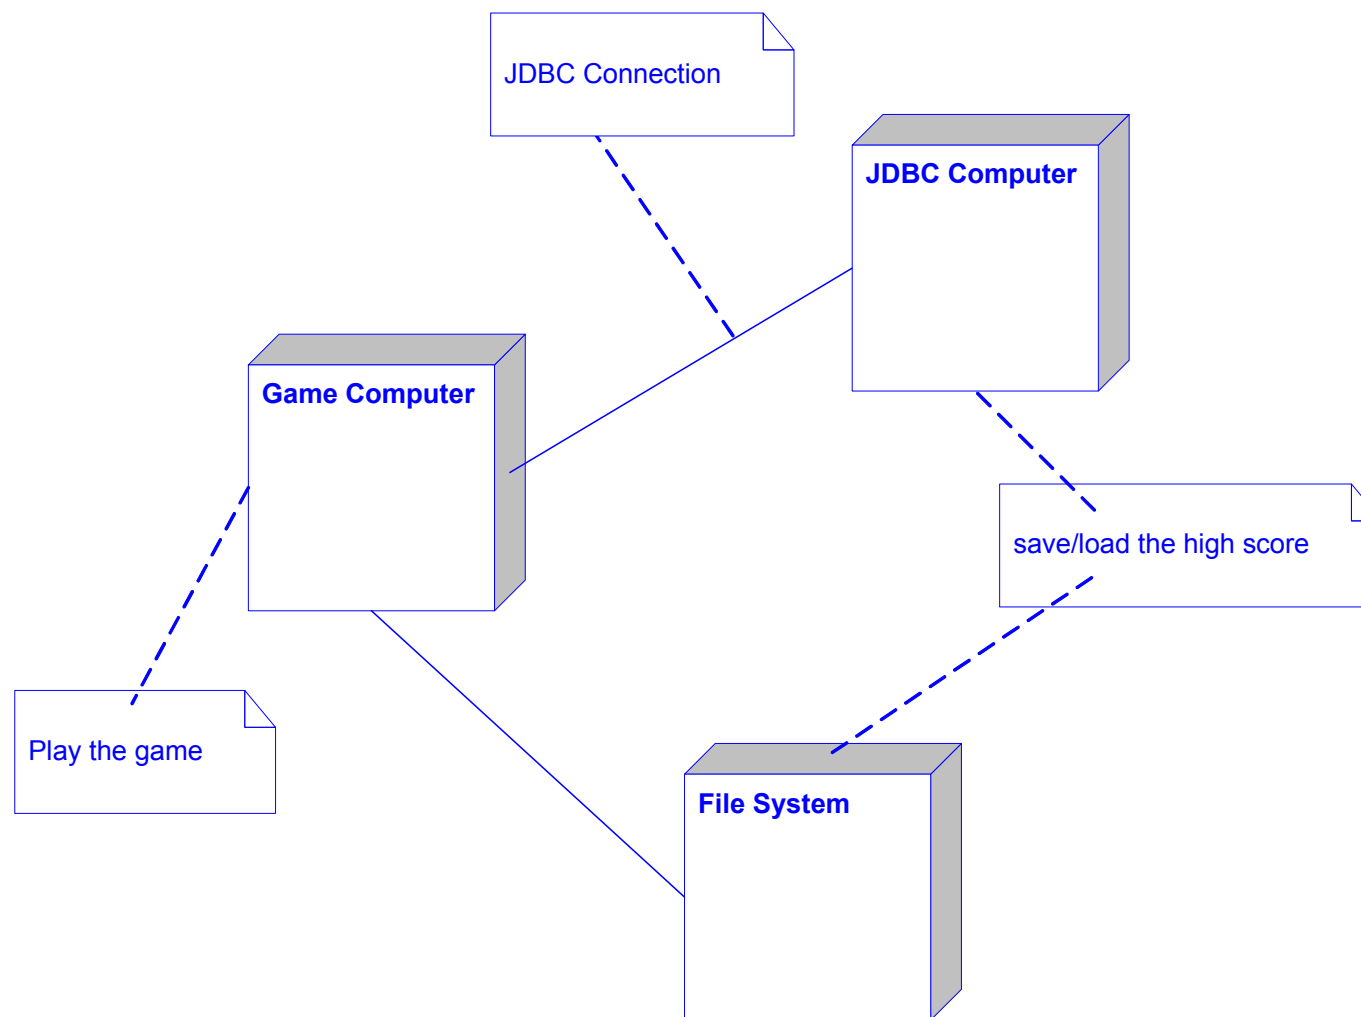 JDBC Connection
JDBC Computer
Game Computer
save/load the high score
Play the game
File System